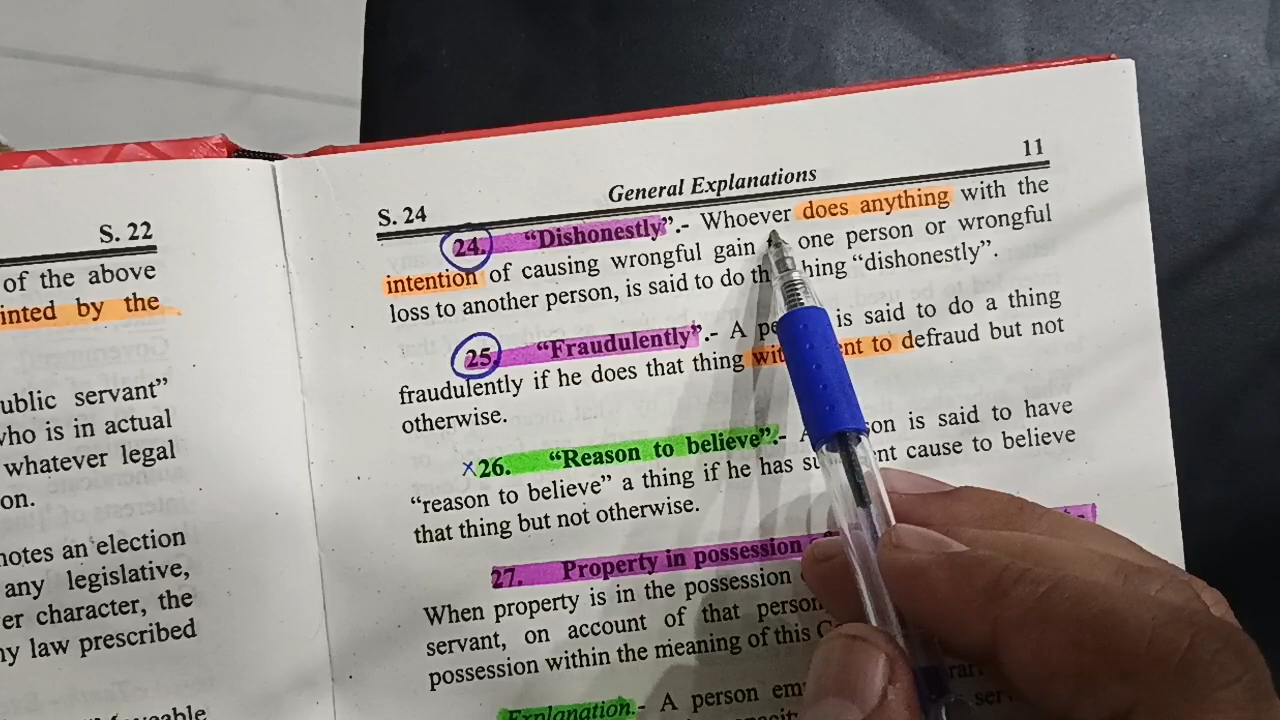 S. 22
of the above
inted by the
ublic servant”
who is in actual
whatever legal
on.
notes an election
any legislative,
er character, the
ny law prescribed
S. 24 General Explanations 11
24. “Dishonestly”.- Whoever does anything with the
intention of causing wrongful gain one person or wrongful
loss to another person, is said to do th hing “dishonestly”.
25. “Fraudulently”.- A pe is said to do a thing
fraudulently if he does that thing wit nt to defraud but not
otherwise.
x 26. “Reason to believe”.- A son is said to have
“reason to believe” a thing if he has su nt cause to believe
that thing but not otherwise.
27. Property in possession
When property is in the possession
servant, on account of that person
possession within the meaning of this C
Explanation.- A person em